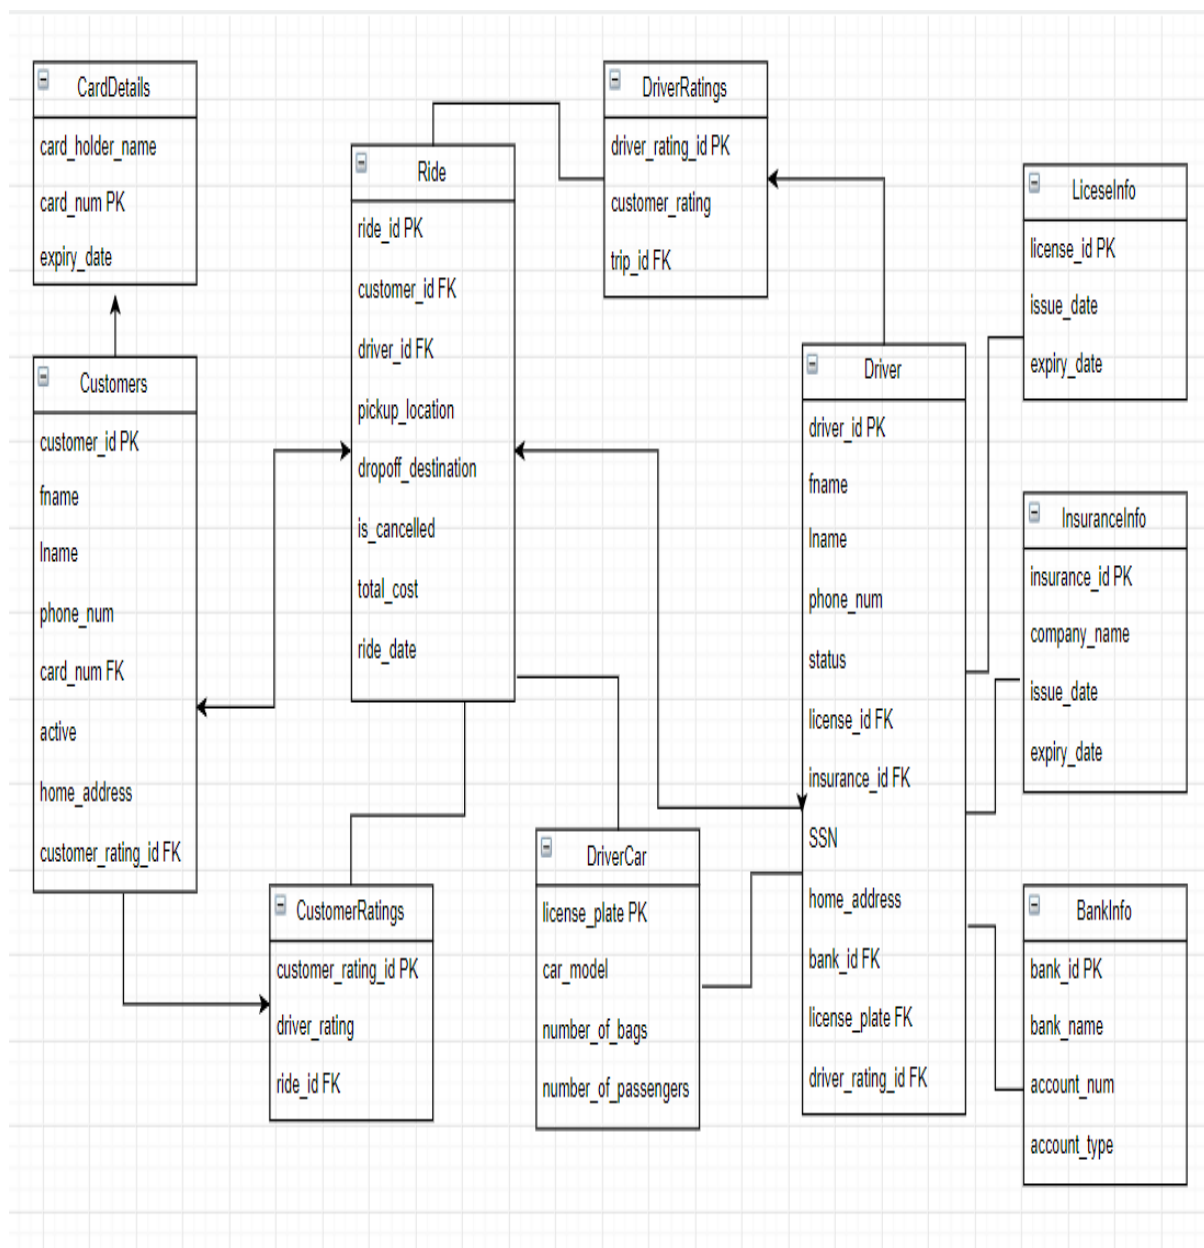 CardDetails
card_holder_name
card_num PK
expiry_date
Customers
customer_id PK
fname
lname
phone_num
card_num FK
active
home_address
customer_rating_id FK
Ride
ride_id PK
customer_id FK
driver_id FK
pickup_location
dropoff_destination
is_cancelled
total_cost
ride_date
CustomerRatings
customer_rating_id PK
driver_rating
ride_id FK
DriverRatings
driver_rating_id PK
customer_rating
trip_id FK
DriverCar
license_plate PK
car_model
number_of_bags
number_of_passengers
Driver
driver_id PK
fname
lname
phone_num
status
license_id FK
insurance_id FK
SSN
home_address
bank_id FK
license_plate FK
driver_rating_id FK
LiceseInfo
license_id PK
issue_date
expiry_date
InsuranceInfo
insurance_id PK
company_name
issue_date
expiry_date
BankInfo
bank_id PK
bank_name
account_num
account_type